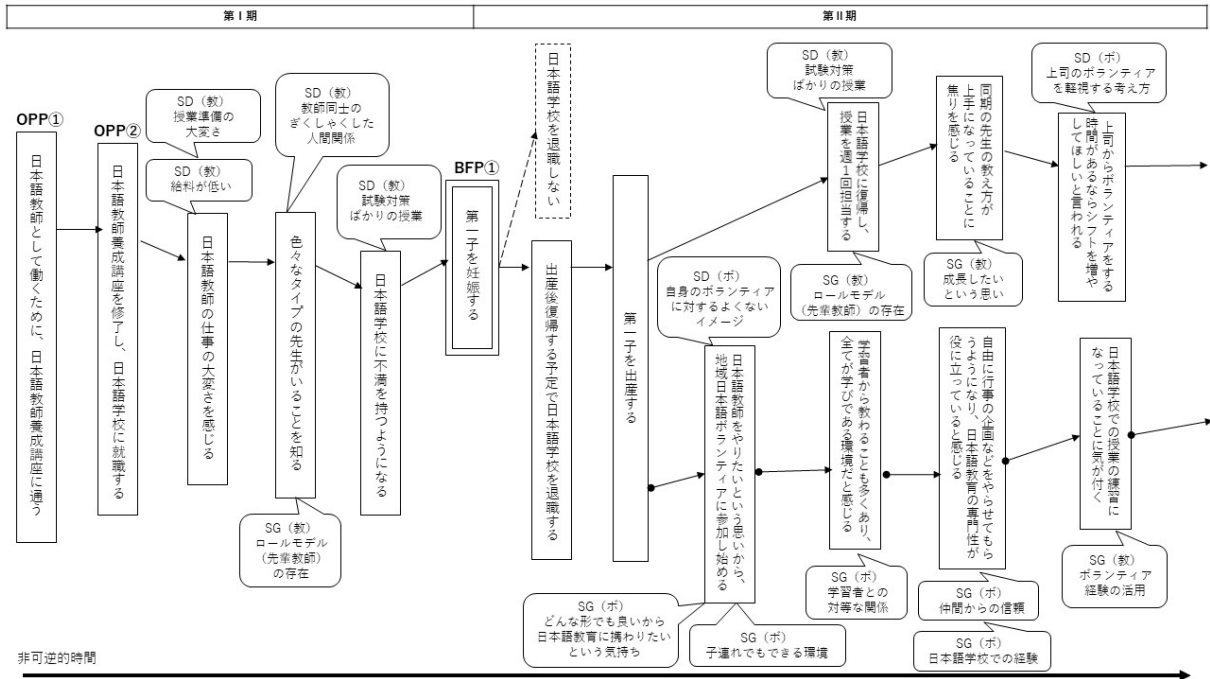 第Ⅰ期
第Ⅱ期
OPP①
日本語教師として働くために、日本語教師養成講座に通う
OPP②
日本語教師養成講座を修了し、日本語学校に就職する
SD（教）
授業準備の
大変さ
SD（教）
給料が低い
日本語教師の仕事の大変さを感じる
SD（教）
教師同士の
ぎくしゃくした
人間関係
色々なタイプの先生がいることを知る
SG（教）
ロールモデル
（先輩教師）
の存在
SD（教）
試験対策
ばかりの授業
日本語学校に不満を持つようになる
BFP①
第一子を妊娠する
日本語学校を退職しない
出産後復帰する予定で日本語学校を退職する
第一子を出産する
SD（教）
試験対策
ばかりの授業
日本語学校に復帰し、
授業を週1回担当する
SG（教）
ロールモデル
（先輩教師）の存在
同期の先生の教え方が
上手になっていることに
焦りを感じる
SG（教）
成長したい
という思い
SD（ボ）
上司のボランティア
を軽視する考え方
上司からボランティアをする
時間があるならシフトを増や
してほしいと言われる
SD（ボ）
自身のボランティア
に対するよくない
イメージ
日本語教師をやりたいという思いから、
地域日本語ボランティアに参加し始める
SG（ボ）
どんな形でも良いから
日本語教育に携わりたい
という気持ち
SG（ボ）
子連れでもできる環境
学習者から教わることも多くあり、
全てが学びである環境だと感じる
SG（ボ）
学習者との
対等な関係
自由に行事の企画などをやらせてもら
うようになり、日本語教育の専門性が
役に立っていると感じる
SG（ボ）
仲間からの信頼
SG（ボ）
日本語学校での経験
日本語学校での授業の練習に
なっていることに気が付く
SG（教）
ボランティア
経験の活用
非可逆的時間